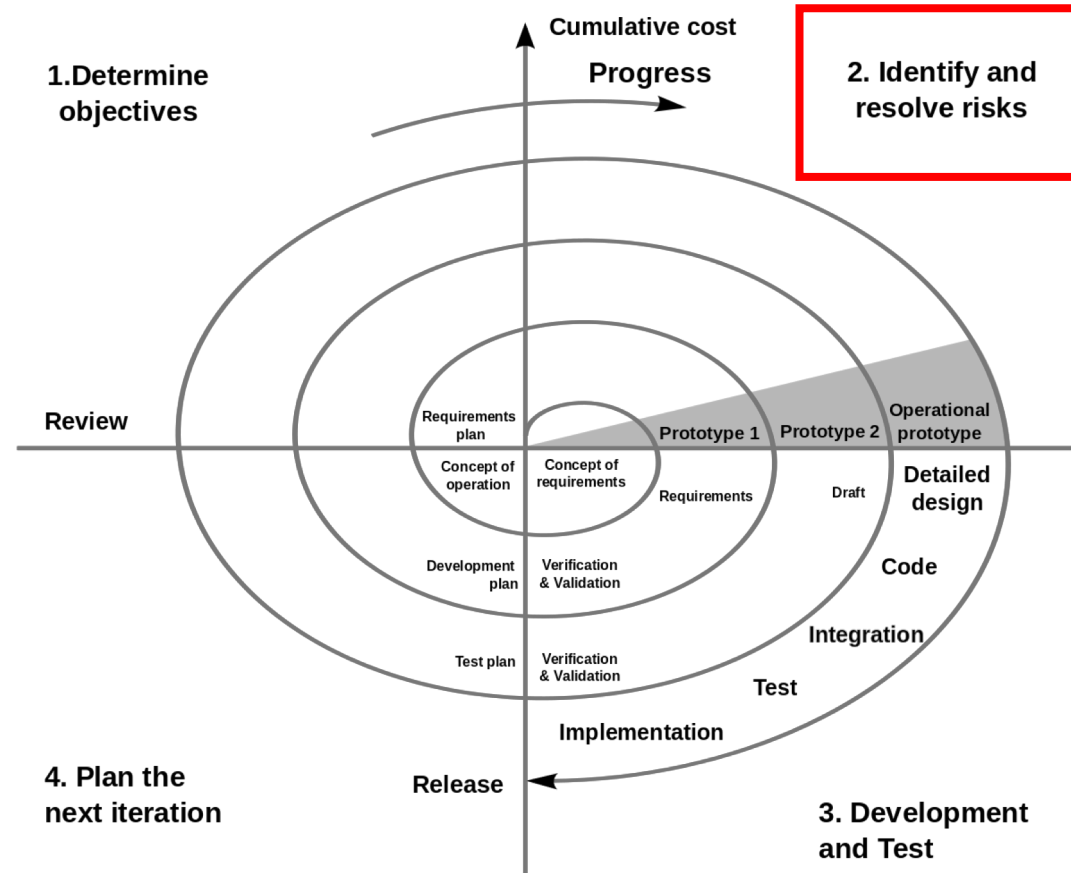 Cumulative cost
Progress
1.Determine
objectives
2. Identify and
resolve risks
Review
Requirements
plan
Prototype 1
Prototype 2
Operational
prototype
Concept of
operation
Concept of
requirements
Requirements
Draft
Detailed
design
Development
plan
Verification
& Validation
Code
Test plan
Verification
& Validation
Integration
Test
Implementation
Release
4. Plan the
next iteration
3. Development
and Test